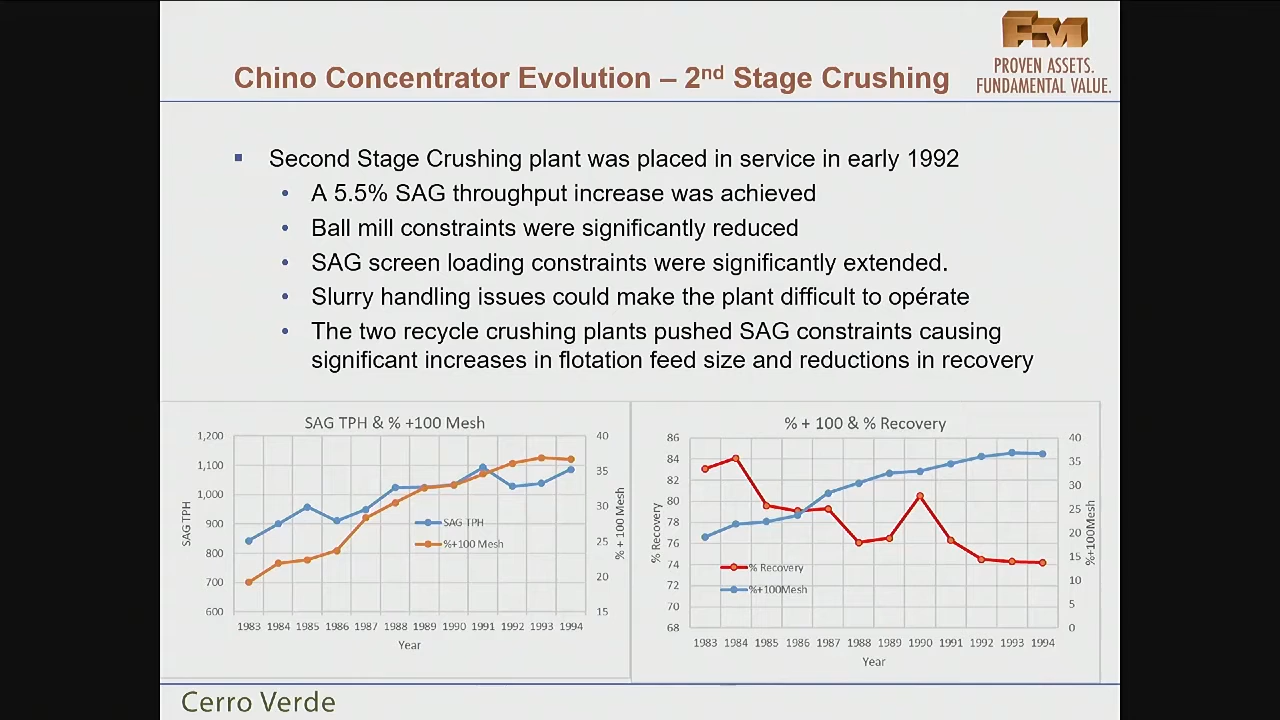 FM
PROVEN ASSETS.
FUNDAMENTAL VALUE.
Chino Concentrator Evolution – 2nd Stage Crushing
Second Stage Crushing plant was placed in service in early 1992
A 5.5% SAG throughput increase was achieved
Ball mill constraints were significantly reduced
SAG screen loading constraints were significantly extended.
Slurry handling issues could make the plant difficult to opérate
The two recycle crushing plants pushed SAG constraints causing
significant increases in flotation feed size and reductions in recovery
SAG TPH & % +100 Mesh
1,200
1,100
1,000
900
800
700
600
SAG TPH
40
35
30
25
20
15
% + 100 Mesh
SAG TPH
%+100 Mesh
1983 1984 1985 1986 1987 1988 1989 1990 1991 1992 1993 1994
Year
% + 100 & % Recovery
86
84
82
80
78
76
74
72
70
68
% Recovery
40
35
30
25
20
15
10
5
0
%+100Mesh
% Recovery
%+100Mesh
1983 1984 1985 1986 1987 1988 1989 1990 1991 1992 1993 1994
Year
Cerro Verde